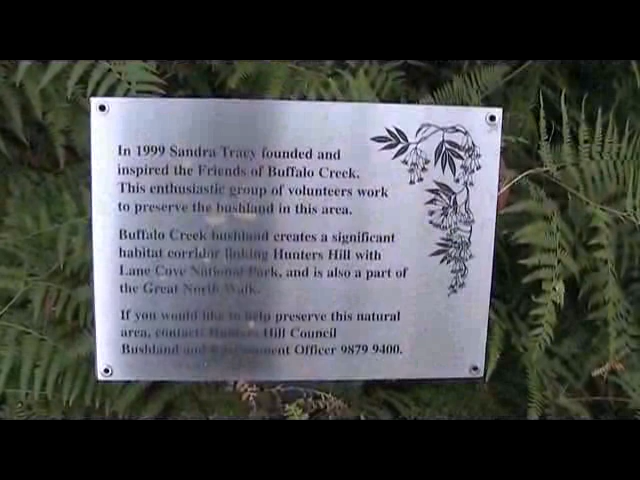 In 1999 Sandra Tracy founded and
inspired the Friends of Buffalo Creek.
This enthusiastic group of volunteers work
to preserve the bushland in this area.
Buffalo Creek bushland creates a significant
habitat corridor linking Hunters Hill with
Lane Cove National Park, and is also a part of
the Great North Walk.
If you would like to help preserve this natural
area, contact: Hunters Hill Council
Bushland and Environment Officer 9879 9400.